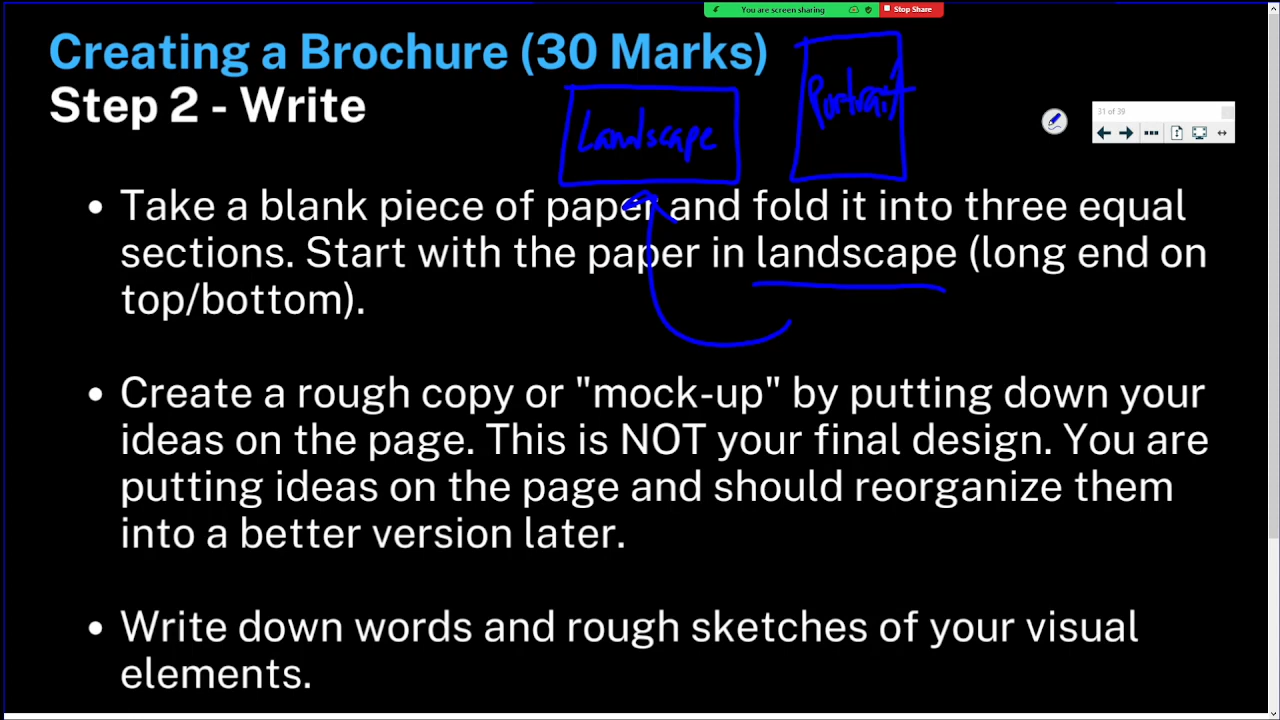 You are screen sharing
Stop Share
Creating a Brochure (30 Marks)
Step 2 - Write
Landscape
Portrait
31 of 39
• Take a blank piece of paper and fold it into three equal
sections. Start with the paper in landscape (long end on
top/bottom).
• Create a rough copy or "mock-up" by putting down your
ideas on the page. This is NOT your final design. You are
putting ideas on the page and should reorganize them
into a better version later.
• Write down words and rough sketches of your visual
elements.